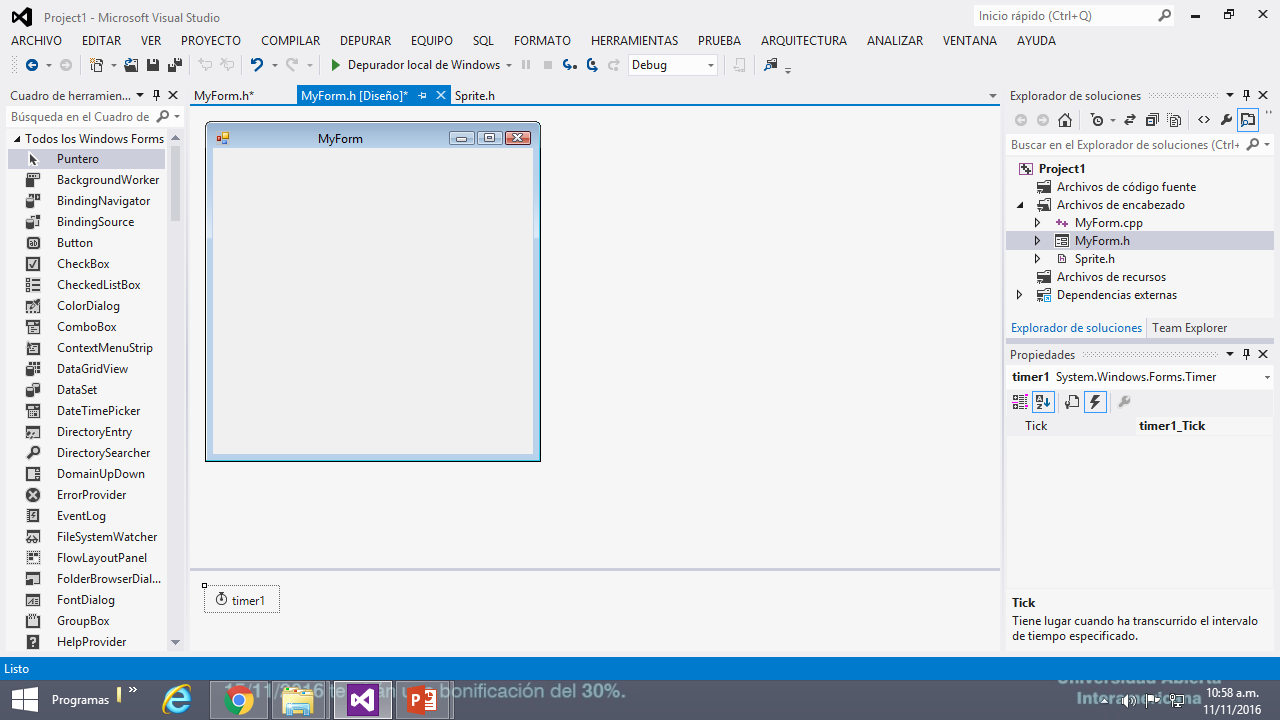 Project1 - Microsoft Visual Studio
Inicio rápido (Ctrl+Q)
ARCHIVO EDITAR VER PROYECTO COMPILAR DEPURAR EQUIPO SQL FORMATO HERRAMIENTAS PRUEBA ARQUITECTURA ANALIZAR VENTANA AYUDA
Depurador local de Windows
Debug
Cuadro de herramien...
Búsqueda en el Cuadro de
Todos los Windows Forms
Puntero
BackgroundWorker
BindingNavigator
BindingSource
Button
CheckBox
CheckedListBox
ColorDialog
ComboBox
ContextMenuStrip
DataGridView
DataSet
DateTimePicker
DirectoryEntry
DirectorySearcher
DomainUpDown
ErrorProvider
EventLog
FileSystemWatcher
FlowLayoutPanel
FolderBrowserDial...
FontDialog
GroupBox
HelpProvider
MyForm.h*
MyForm.h [Diseño]*
Sprite.h
MyForm
timer1
Explorador de soluciones
Buscar en el Explorador de soluciones (Ctrl+
Project1
Archivos de código fuente
Archivos de encabezado
MyForm.cpp
MyForm.h
Sprite.h
Archivos de recursos
Dependencias externas
Explorador de soluciones
Team Explorer
Propiedades
timer1 System.Windows.Forms.Timer
Tick timer1_Tick
Tick
Tiene lugar cuando ha transcurrido el intervalo
de tiempo especificado.
Listo
Programas
bonificación del 30%.
Universidad Abierta
10:58 a.m.
11/11/2016